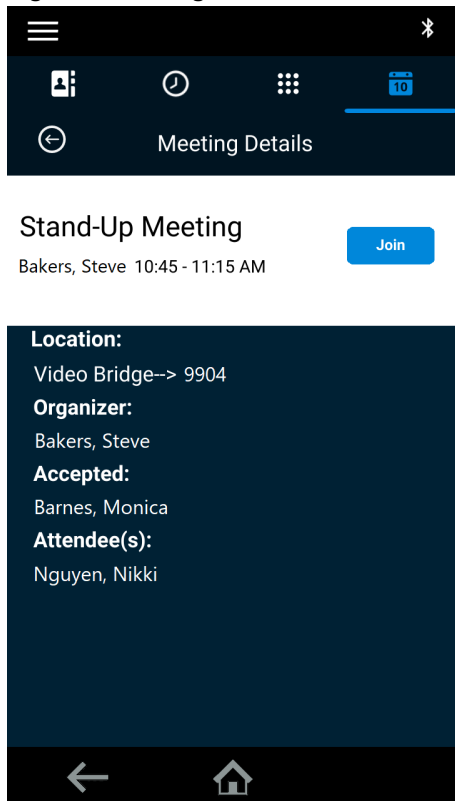 10
Meeting Details
Stand-Up Meeting
Join
Bakers, Steve 10:45 - 11:15 AM
Location:
Video Bridge--> 9904
Organizer:
Bakers, Steve
Accepted:
Barnes, Monica
Attendee(s):
Nguyen, Nikki